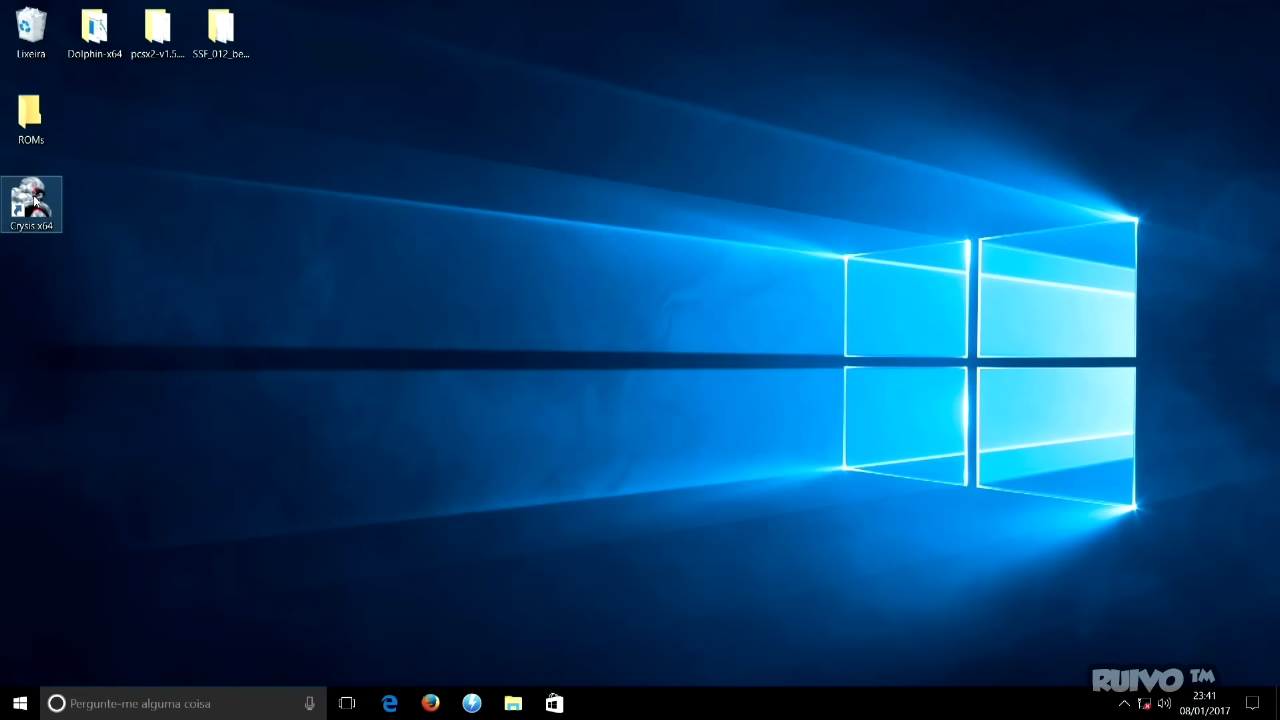 Lixeira
Dolphin-x64
pcsx2-v1.5....
SSF_012_be...
ROMs
Crysis x64
Pergunte-me alguma coisa
RUIVO ™
23:41
08/01/2017